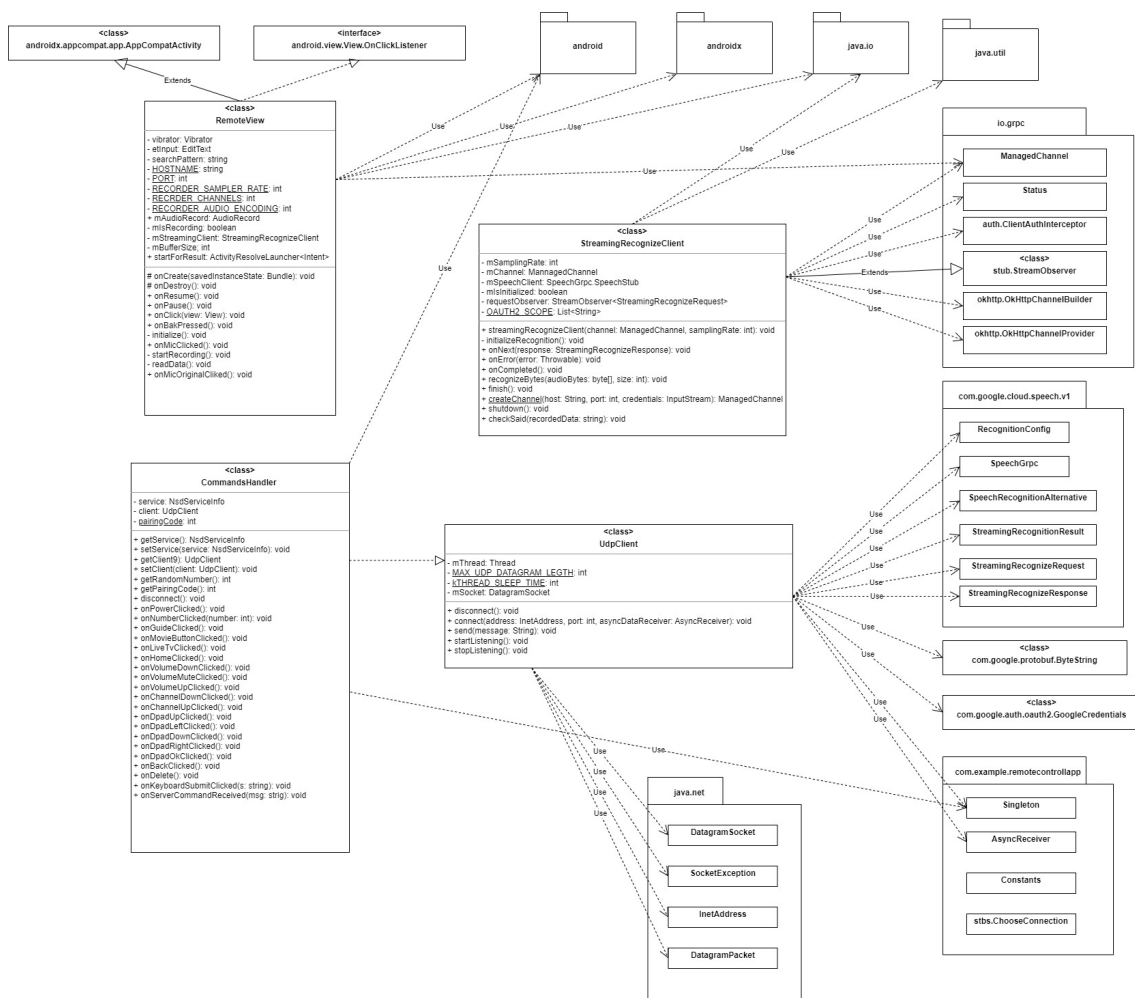 <class>
androidx.appcompat.app.AppCompatActivity
<interface>
android.view.View.OnClickListener
android
androidx
java.io
java.util
Extends
Use
Use
Use
Use
Use
Use
Use
Use
<class>
RemoteView
- vibrator: Vibrator
- etInput: EditText
- searchPattern: string
- HOSTNAME: string
- PORT: int
- RECORDER_SAMPLER_RATE: int
- RECRDER_CHANNELS: int
- RECORDER_AUDIO_ENCODING: int
+ mAudioRecord: AudioRecord
- mIsRecording: boolean
- mStreamingClient: StreamingRecognizeClient
- mBufferSize; int
+ startForResult: ActivityResolveLauncher<Intent>
# onCreate(savedInstanceState: Bundle): void
# onDestroy(): void
+ onResume(): void
+ onPause(): void
+ onClick(view: View): void
+ onBakPressed(): void
- initialize(): void
+ onMicClicked(): void
- startRecording(): void
- readData(): void
+ onMicOriginalCliked(): void
<class>
StreamingRecognizeClient
- mSamplingRate: int
- mChannel: MannagedChannel
- mSpeechClient: SpeechGrpc.SpeechStub
- mIsInitialized: boolean
- requestObserver: StreamObserver<StreamingRecognizeRequest>
- OAUTH2_SCOPE: List<String>
+ streamingRecognizeClient(channel: ManagedChannel, samplingRate: int): void
- initializeRecognition(): void
+ onNext(response: StreamingRecognizeResponse): void
+ onError(error: Throwable): void
+ onCompleted(): void
+ recognizeBytes(audioBytes: byte[], size: int): void
+ finish(): void
+ createChannel(host: String, port: int, credentials: InputStream): ManagedChannel
+ shutdown(): void
+ checkSaid(recordedData: string): void
io.grpc
ManagedChannel
Status
auth.ClientAuthInterceptor
<class>
stub.StreamObserver
okhttp.OkHttpChannelBuilder
okhttp.OkHttpChannelProvider
Use
Use
Use
Extends
Use
Use
com.google.cloud.speech.v1
RecognitionConfig
SpeechGrpc
SpeechRecognitionAlternative
StreamingRecognitionResult
StreamingRecognizeRequest
StreamingRecognizeResponse
Use
Use
Use
Use
Use
Use
<class>
CommandsHandler
- service: NsdServiceInfo
- client: UdpClient
- pairingCode: int
+ getService(): NsdServiceInfo
+ setService(service: NsdServiceInfo): void
+ getClient9): UdpClient
+ setClient(client: UdpClient): void
+ getRandomNumber(): int
+ getPairingCode(): int
+ disconnect(): void
+ onPowerClicked(): void
+ onNumberClicked(number: int): void
+ onGuideClicked(): void
+ onMovieButtonClicked(): void
+ onLiveTvClicked(): void
+ onHomeClicked(): void
+ onVolumeDownClicked(): void
+ onVolumeMuteClicked(): void
+ onVolumeUpClicked(): void
+ onChannelDownClicked(): void
+ onChannelUpClicked(): void
+ onDpadUpClicked(): void
+ onDpadLeftClicked(): void
+ onDpadDownClicked(): void
+ onDpadRightClicked(): void
+ onDpadOkClicked(): void
+ onBackClicked(): void
+ onDelete(): void
+ onKeyboardSubmitClicked(s: string): void
+ onServerCommandReceived(msg: strig): void
<class>
UdpClient
- mThread: Thread
- MAX_UDP_DATAGRAM_LEGTH: int
- kTHREAD_SLEEP_TIME: int
- mSocket: DatagramSocket
+ disconnect(): void
+ connect(address: InetAddress, port: int, asyncDataReceiver: AsyncReceiver): void
+ send(message: String): void
+ startListening(): void
+ stopListening(): void
<class>
com.google.protobuf.ByteString
<class>
com.google.auth.oauth2.GoogleCredentials
Use
Use
Use
Use
Use
Use
Use
Use
Use
java.net
DatagramSocket
SocketException
InetAddress
DatagramPacket
com.example.remotecontrollapp
Singleton
AsyncReceiver
Constants
stbs.ChooseConnection